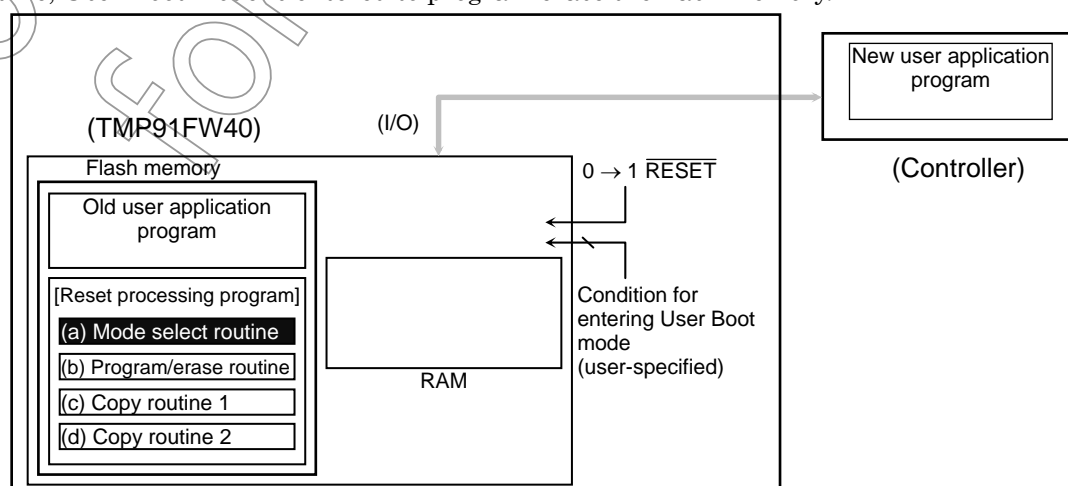 New user application
program
(TMP91FW40)
(I/O)
(Controller)
Flash memory
0 → 1 RESET
Old user application
program
[Reset processing program]
(a) Mode select routine
(b) Program/erase routine
(c) Copy routine 1
(d) Copy routine 2
RAM
Condition for
entering User Boot
mode
(user-specified)